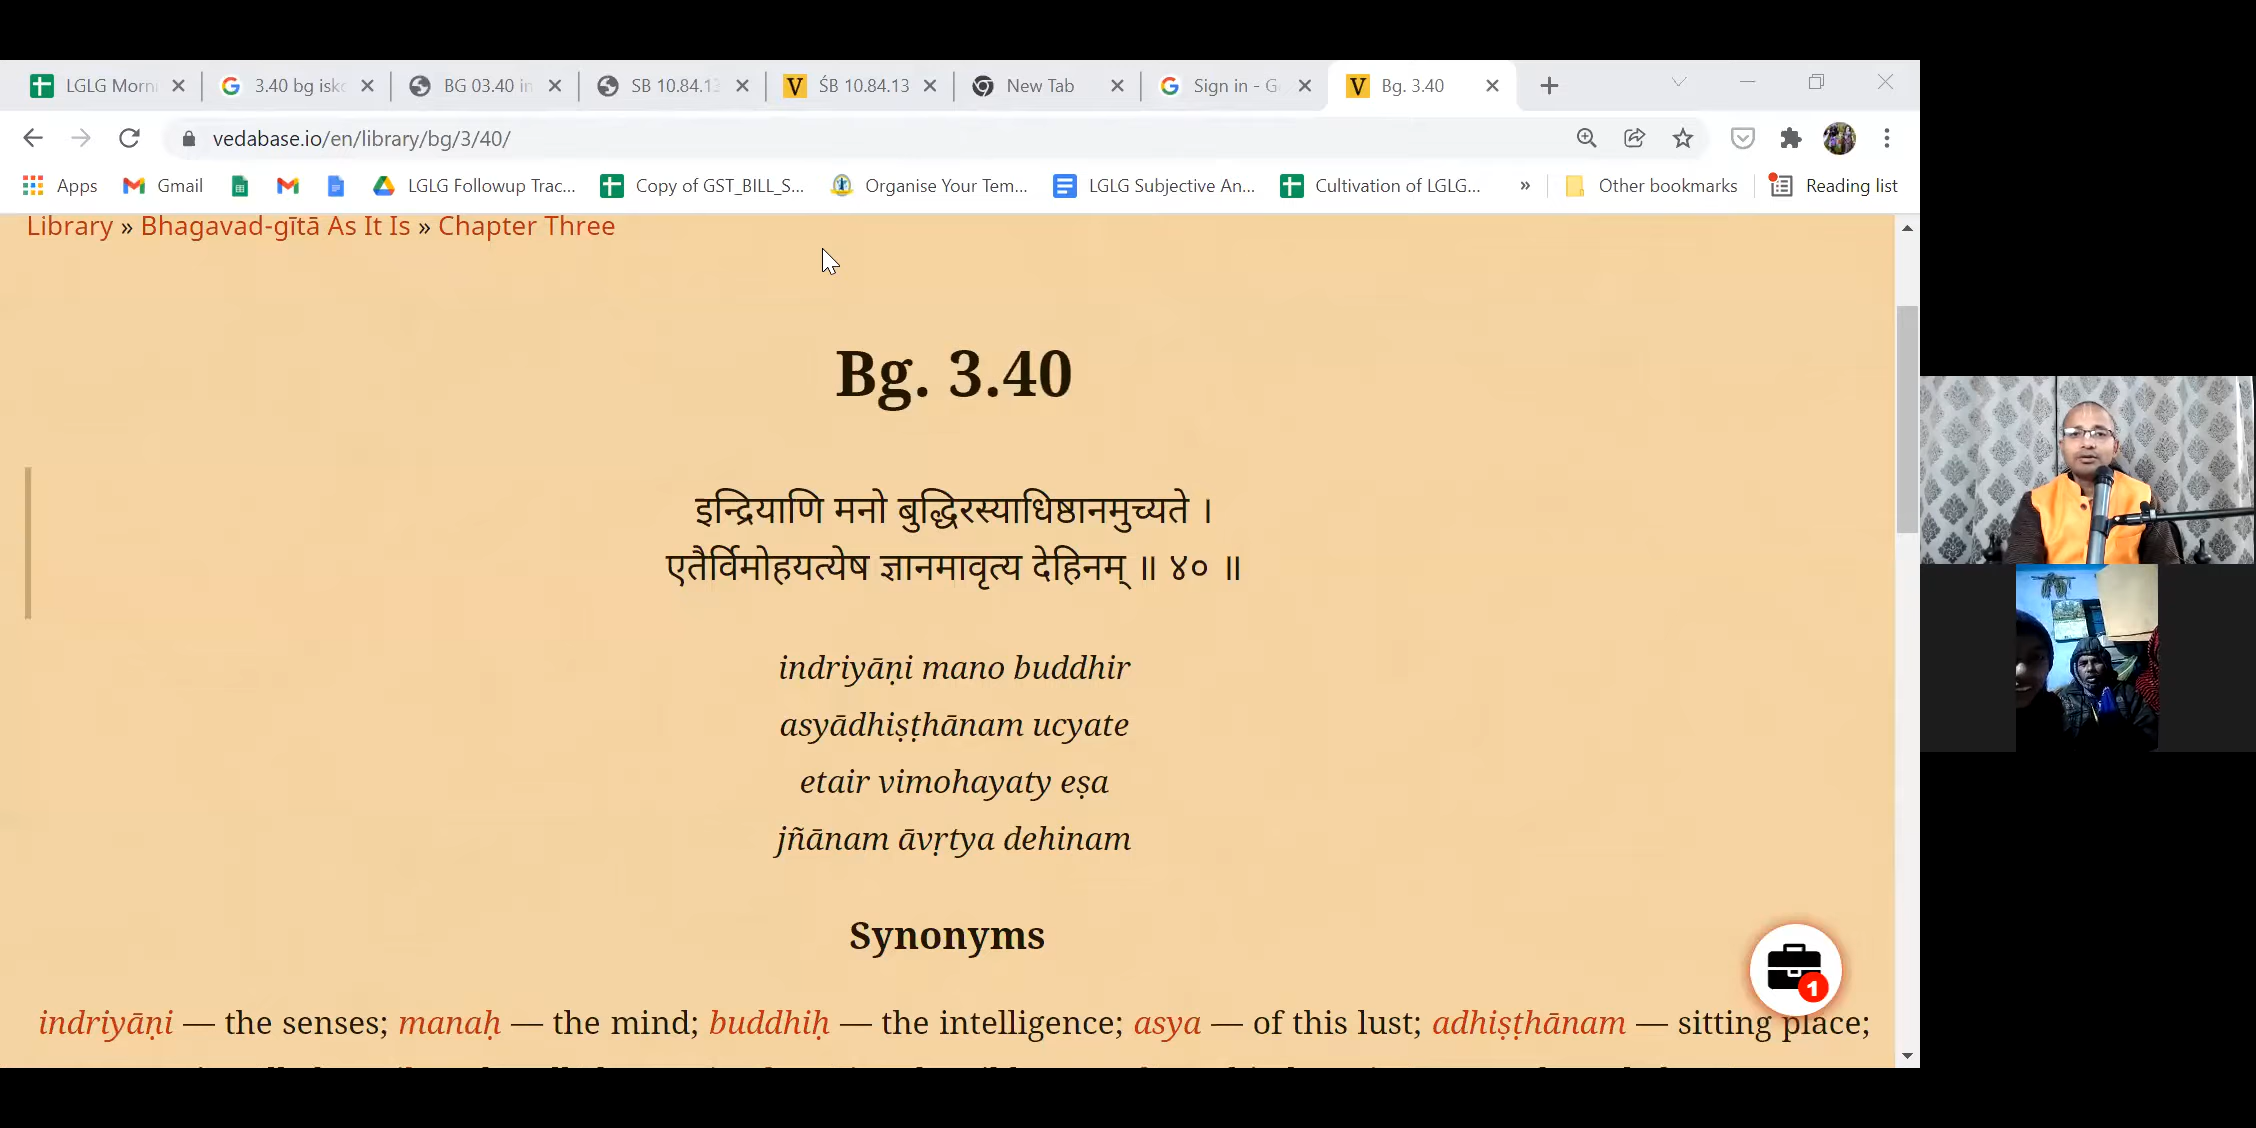 LGLG Morni
3.40 bg isko
BG 03.40 in
SB 10.84.13
V ŚB 10.84.13
New Tab
Sign in - G
V Bg. 3.40
vedabase.io/en/library/bg/3/40/
Apps Gmail LGLG Followup Trac... Copy of GST_BILL_S... Organise Your Tem... LGLG Subjective An... Cultivation of LGLG... » Other bookmarks Reading list
Library » Bhagavad-gītā As It Is » Chapter Three
Bg. 3.40
इन्द्रियाणि मनो बुद्धिरस्याधिष्ठानमुच्यते ।
एतैर्विमोहयत्येष ज्ञानमावृत्य देहिनम् ॥ ४० ॥
indriyāṇi mano buddhir
asyādhiṣṭhānam ucyate
etair vimohayaty eṣa
jñānam āvṛtya dehinam
Synonyms
1
indriyāṇi — the senses; manaḥ — the mind; buddhiḥ — the intelligence; asya — of this lust; adhiṣṭhānam — sitting place;